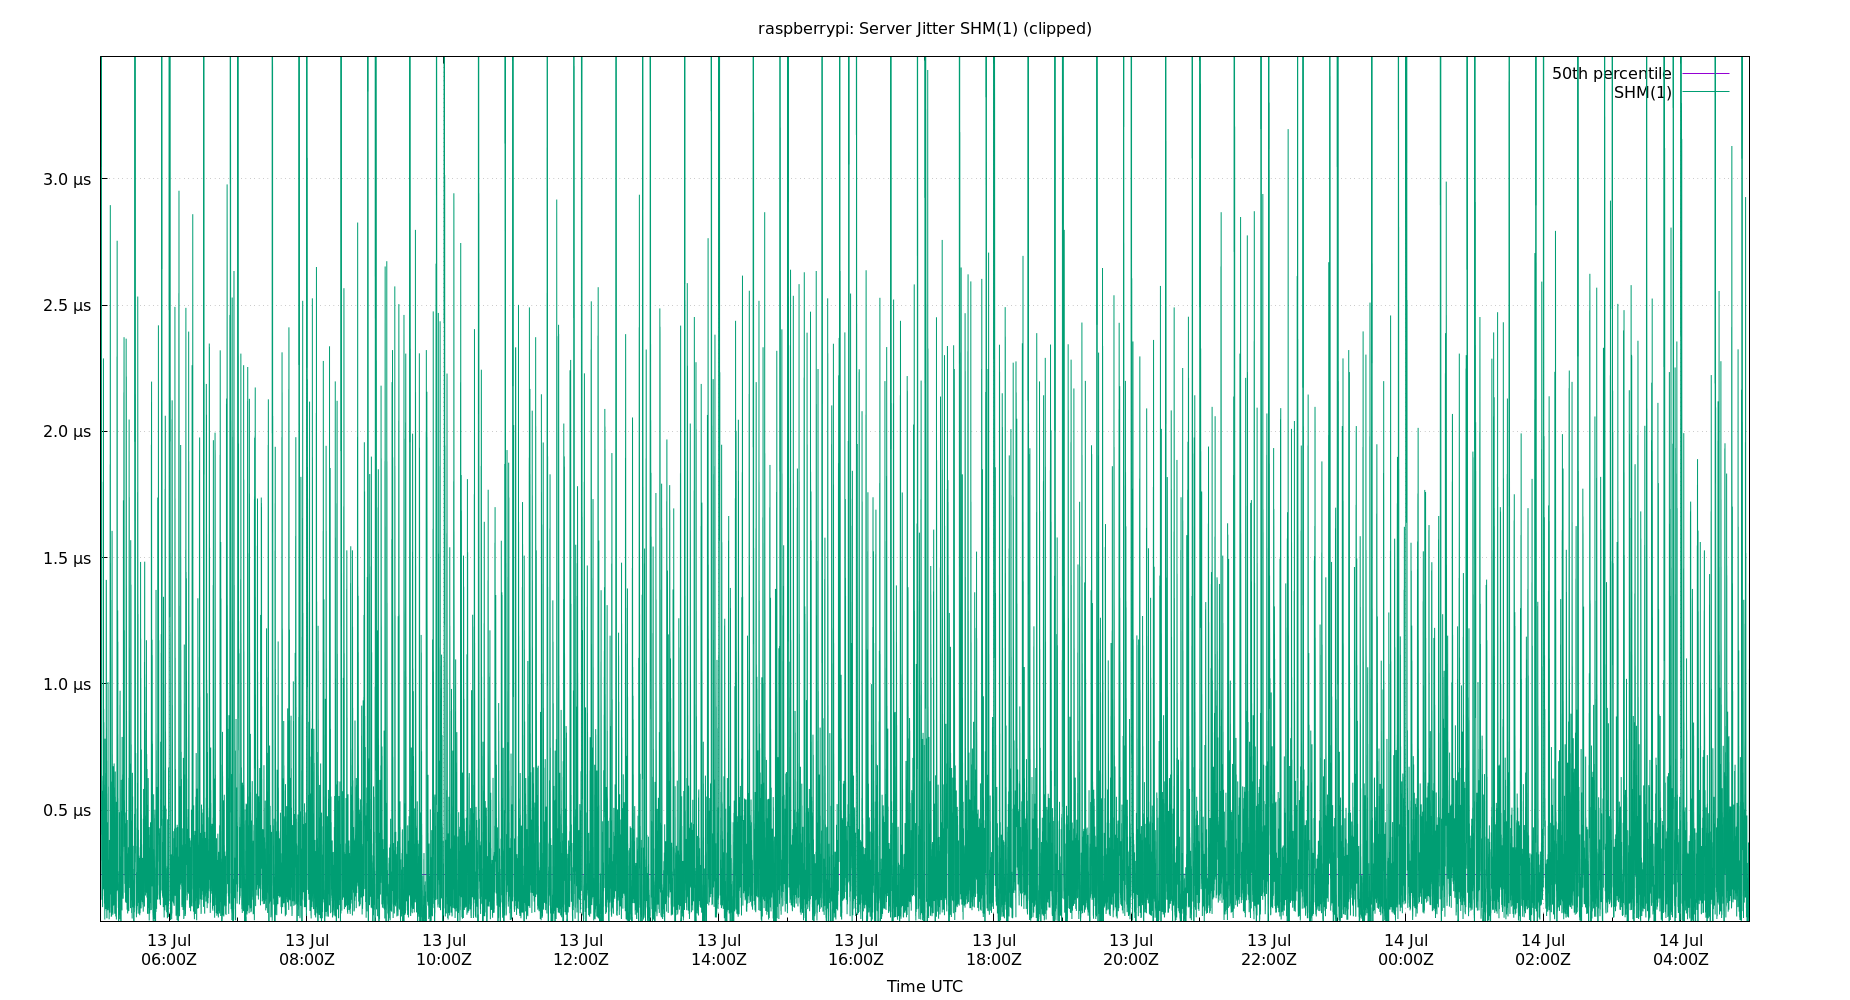 raspberrypi: Server Jitter SHM(1) (clipped)
50th percentile
SHM(1)
3.0 µs
2.5 µs
2.0 µs
1.5 µs
1.0 µs
0.5 µs
13 Jul 13 Jul 13 Jul 13 Jul 13 Jul 13 Jul 13 Jul 13 Jul 13 Jul 14 Jul 14 Jul 14 Jul
06:00Z 08:00Z 10:00Z 12:00Z 14:00Z 16:00Z 18:00Z 20:00Z 22:00Z 00:00Z 02:00Z 04:00Z
Time UTC